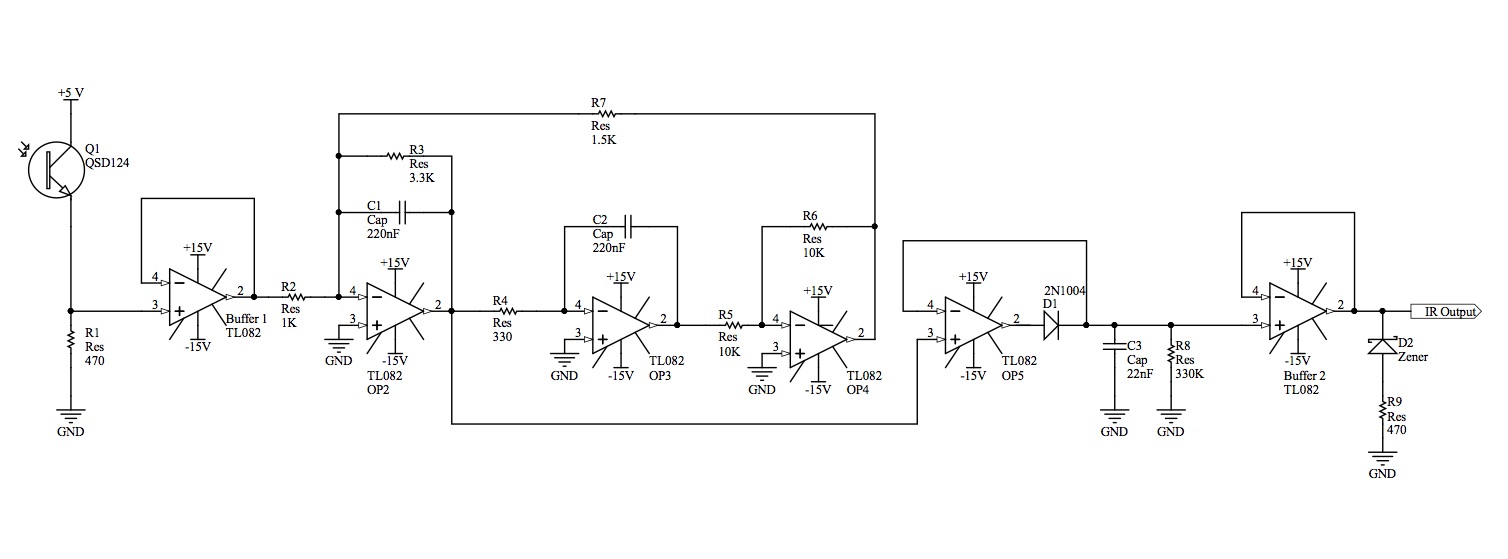 +5 V
Q1
QSD124
R1
Res
470
GND
+15V
4
3
2
-15V
Buffer 1
TL082
R2
Res
1K
R7
Res
1.5K
R3
Res
3.3K
C1
Cap
220nF
+15V
4
3
2
GND
-15V
TL082
OP2
R4
Res
330
C2
Cap
220nF
+15V
4
3
2
GND
-15V
TL082
OP3
R5
Res
10K
R6
Res
10K
+15V
4
3
2
GND
-15V
TL082
OP4
+15V
4
3
2
-15V
TL082
OP5
2N1004
D1
C3
Cap
22nF
GND
R8
Res
330K
GND
+15V
4
3
2
-15V
Buffer 2
TL082
IR Output
D2
Zener
R9
Res
470
GND